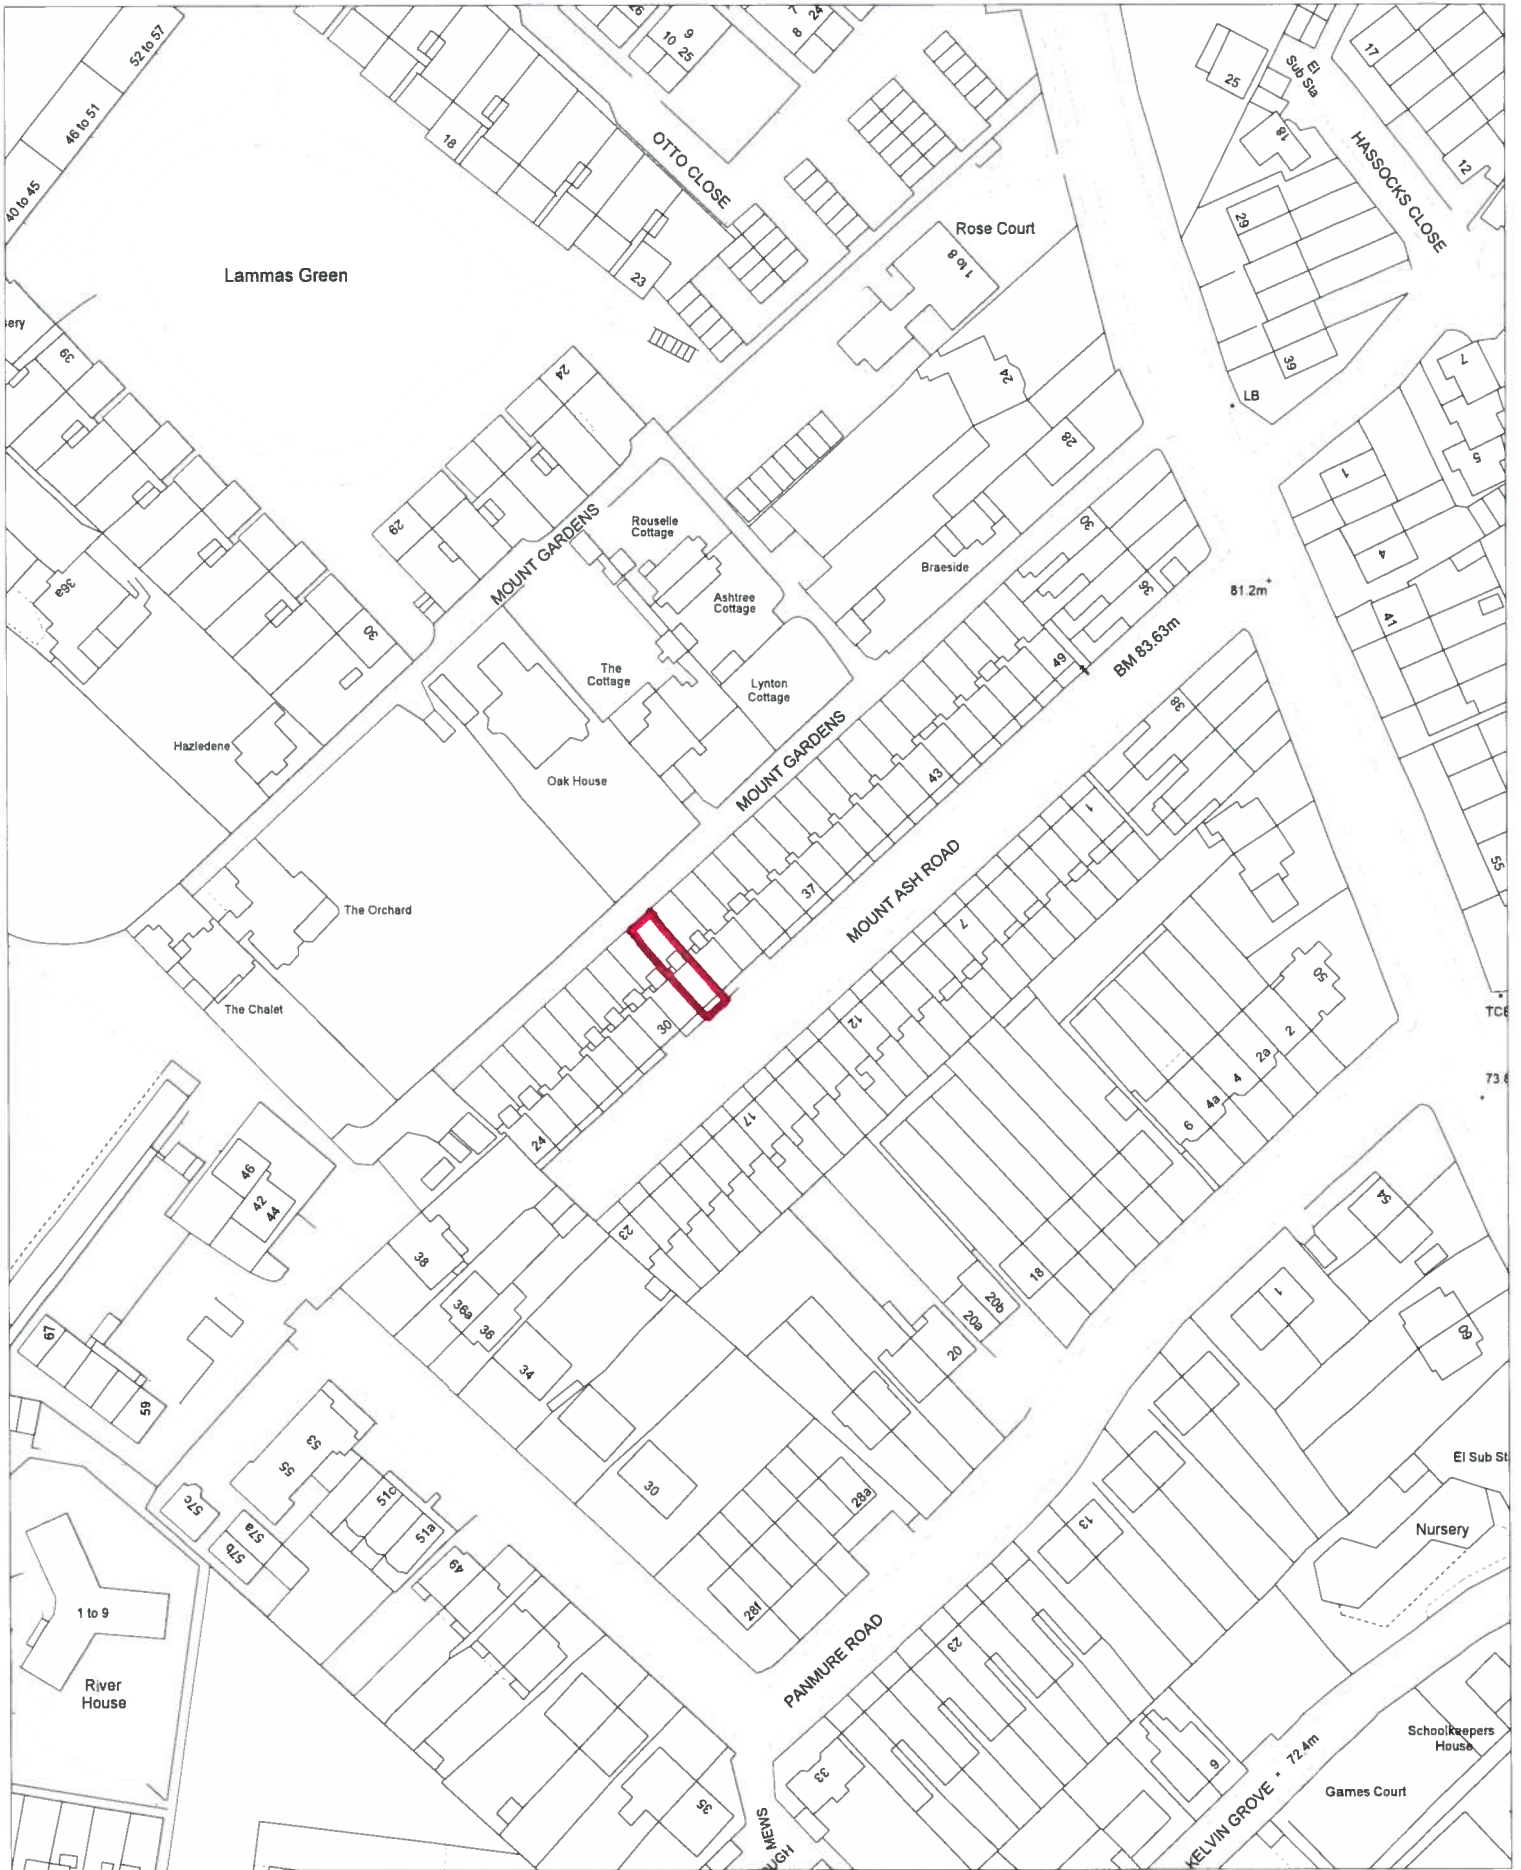 52 to 57
46 to 51
40 to 45
18
OTTO CLOSE
26
9
10 25
7
24
8
25
El
Sub Sta
17
18
12
HASSOCKS CLOSE
29
39
Rose Court
1 to 8
Lammas Green
23
24
24
28
LB
7
5
1
4
41
39
29
MOUNT GARDENS
Rouselle
Cottage
Ashtree
Cottage
Braeside
30
36
81.2m
BM 83.63m
49
36a
30
The
Cottage
Lynton
Cottage
Hazledene
Oak House
MOUNT GARDENS
43
38
1
55
37
MOUNT ASH ROAD
7
The Orchard
The Chalet
50
30
12
2
2a
4
4a
6
73.
17
24
23
46
42
44
38
36a
36
34
18
20b
20a
20
54
1
60
67
59
53
55
30
28a
28f
57c
57a
57b
51c
51a
49
13
El Sub St
Nursery
1 to 9
River
House
PANMURE ROAD
23
33
35
9
KELVIN GROVE
72.4m
Schoolkeepers
House
Games Court
MEWS